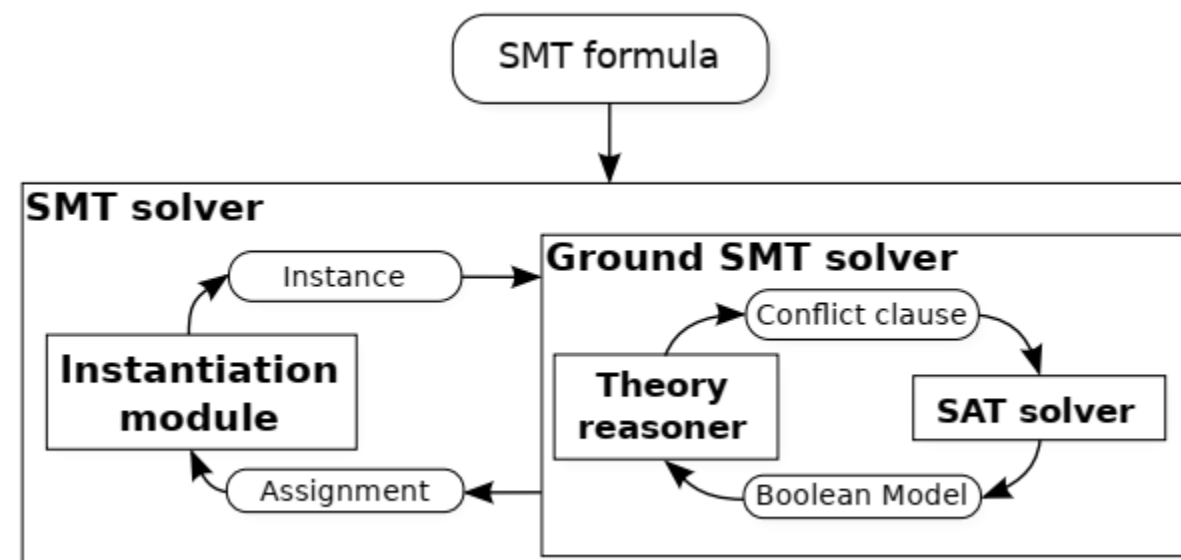 SMT formula
SMT solver
Ground SMT solver
Instance
Conflict clause
Instantiation
module
Theory
reasoner
SAT solver
Assignment
Boolean Model